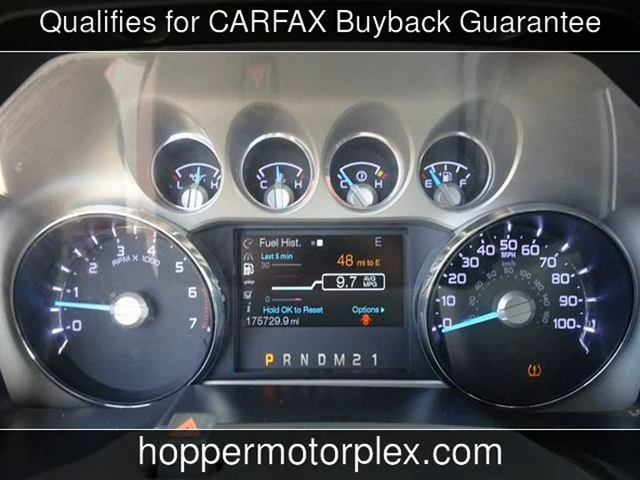 Qualifies for CARFAX Buyback Guarantee
L H
C H
C H
E F
RPM X 1000
0 1 2 3 4 5 6 7
Fuel Hist.
E
Last 5 min
30
48 mi to E
9.7 AVG MPG
0
Hold OK to Reset
Options
175729.9 mi
P R N D M 2 1
MPH
km/h
0 10 20 30 40 50 60 70 80 90 100
hoppermotorplex.com